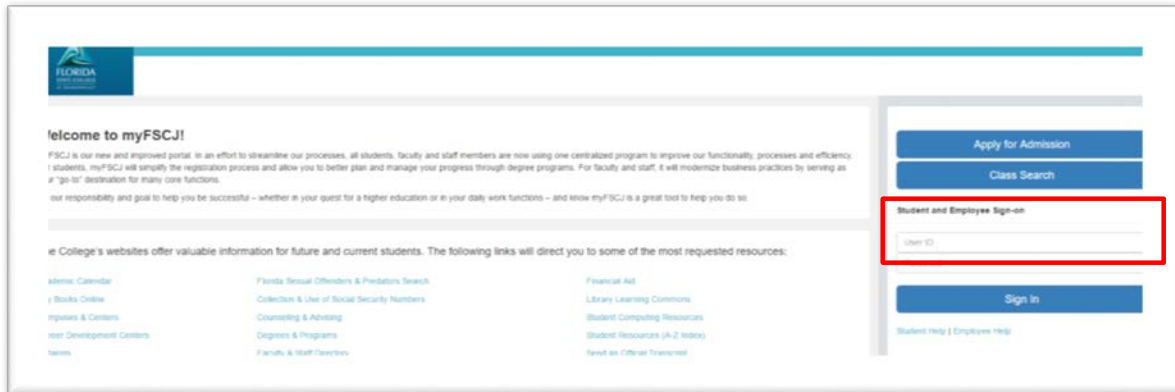 FLORIDA
STATE COLLEGE
AT JACKSONVILLE
Velcome to myFSCJ!
FSCJ is our new and improved portal. In an effort to streamline our processes, all students, faculty and staff members are now using one centralized program to improve our functionality, processes and efficiency.
students, myFSCJ will simplify the registration process and allow you to better plan and manage your progress through degree programs. For faculty and staff, it will modernize business practices by serving as
"go-to" destination for many core functions.
our responsibility and goal to help you be successful – whether in your quest for a higher education or in your daily work functions – and know myFSCJ is a great tool to help you do so.
e College's websites offer valuable information for future and current students. The following links will direct you to some of the most requested resources:
ademic Calendar
Books Online
mpuses & Centers
reer Development Centers
Florida Sexual Offenders & Predators Search
Collection & Use of Social Security Numbers
Counseling & Advising
Degrees & Programs
Faculty & Staff Directory
Financial Aid
Library Learning Commons
Student Computing Resources
Student Resources (A-Z Index)
Send an Official Transcript
Apply for Admission
Class Search
Student and Employee Sign-on
User ID
Sign In
Student Help | Employee Help